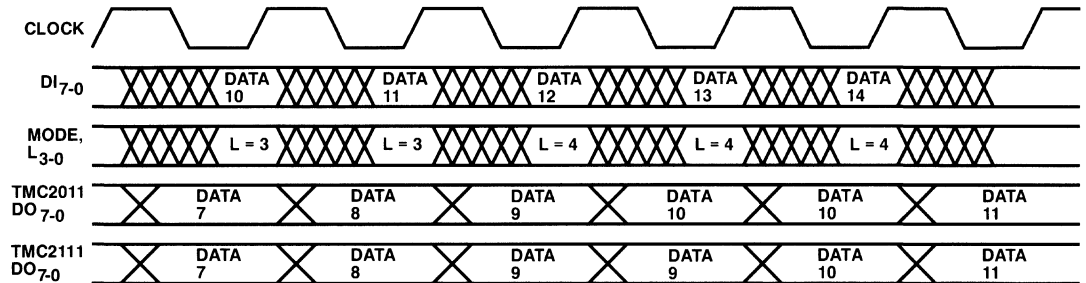 CLOCK
DI7-0
DATA 10
DATA 11
DATA 12
DATA 13
DATA 14
MODE, L3-0
L = 3
L = 3
L = 4
L = 4
L = 4
TMC2011 DO7-0
DATA 7
DATA 8
DATA 9
DATA 10
DATA 10
DATA 11
TMC2111 DO7-0
DATA 7
DATA 8
DATA 9
DATA 9
DATA 10
DATA 11